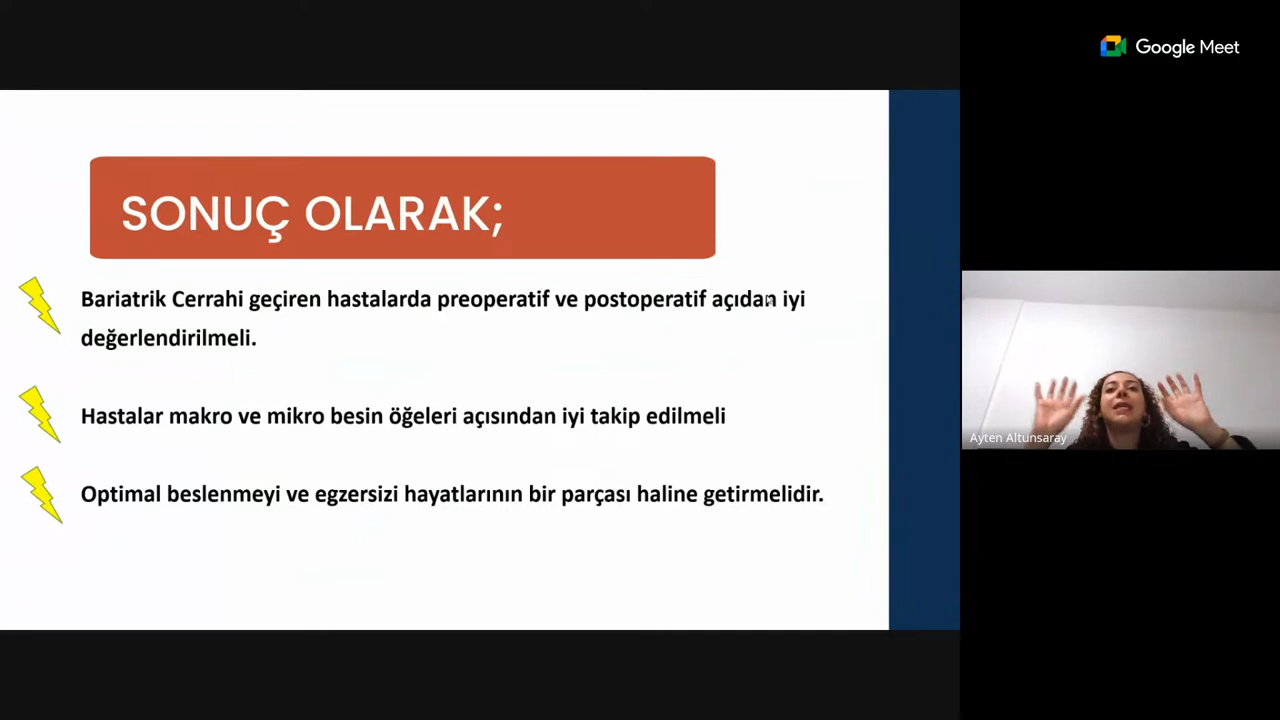 Google Meet
SONUÇ OLARAK;
Bariatrik Cerrahi geçiren hastalarda preoperatif ve postoperatif açıdan iyi
değerlendirilmeli.
Hastalar makro ve mikro besin öğeleri açısından iyi takip edilmeli
Optimal beslenmeyi ve egzersizi hayatlarının bir parçası haline getirmelidir.
Ayten Altunsaray